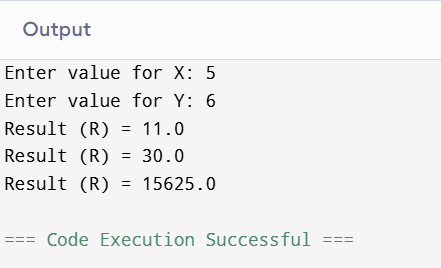 Output
Enter value for X: 5
Enter value for Y: 6
Result (R) = 11.0
Result (R) = 30.0
Result (R) = 15625.0
=== Code Execution Successful ===